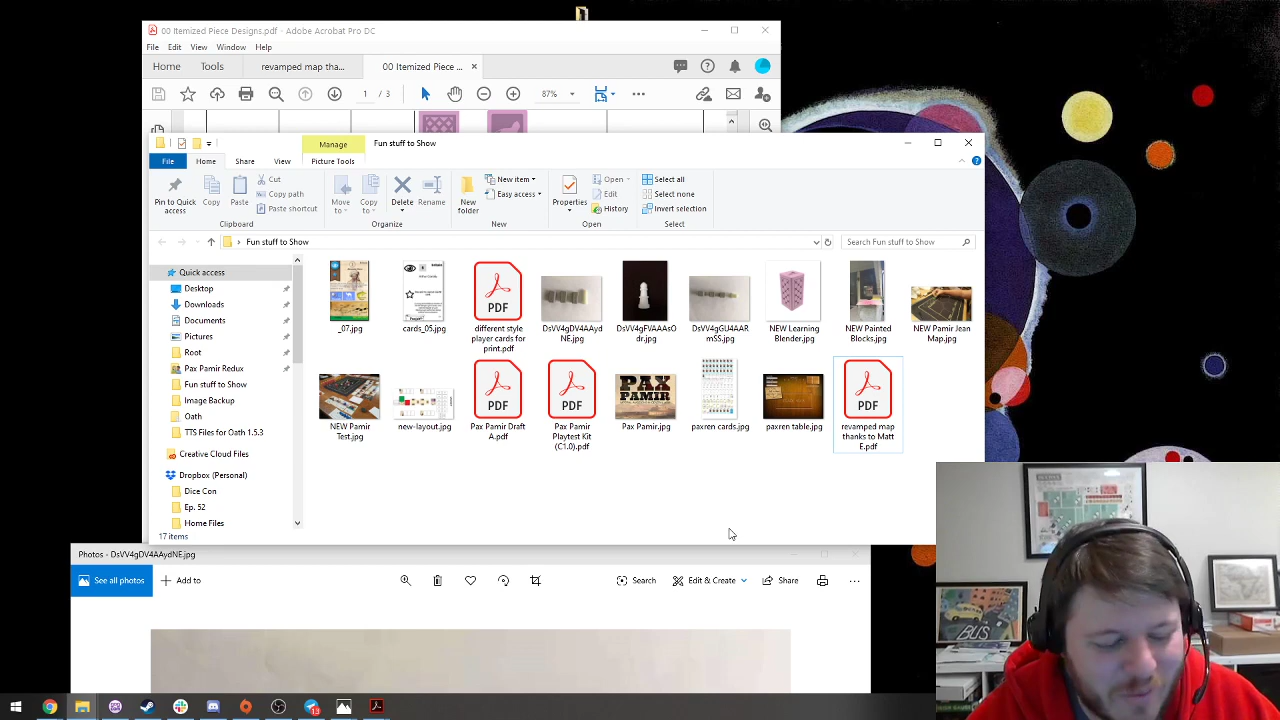 00 Itemized Piece Designs.pdf - Adobe Acrobat Pro DC
File Edit View Window Help
Home Tools revamped map tha... 00 Itemized Piece ... ×
1 / 3 87%
Manage Fun stuff to Show
File Home Share View Picture Tools
Pin to Quick access
Copy
Paste
Cut
Copy path
Paste shortcut
Clipboard
Move to
Copy to
Delete
Rename
Organize
New folder
New item
Easy access
New
Properties
Open
Edit
History
Open
Select all
Select none
Invert selection
Select
Fun stuff to Show
Search Fun stuff to Show
Quick access
Desktop
Downloads
Documents
Pictures
Root
Pax Pamir Redux
Fun stuff to Show
Image Backup
Oath
TTS Files for Oath 1.5.3
Creative Cloud Files
Dropbox (Personal)
Dice Con
Ep. 52
Home Files
_07.jpg
cards_05.jpg
PDF
different style
player cards for
print.pdf
DsVV4gDV4AAyd
NE.jpg
DsVV4gFVAAAsO
dr.jpg
DsVV4gGU4AAR
mSS.jpg
NEW Learning
Blender.jpg
NEW Painted
Blocks.jpg
NEW Pamir Jean
Map.jpg
NEW Pamir
Test.jpg
new-layout.jpg
PDF
Pax Pamir Draft
A.pdf
PDF
Pax Pamir
Playtest Kit
(C1.0).pdf
PAX
PAMIR
Pax Pamir.jpg
paxren cards.jpg
paxren table.jpg
PDF
revamped map
thanks to Matt
E.pdf
17 items
Photos - DsVV4gDV4AAydNE.jpg
See all photos
Add to
Search
Edit & Create
Share
BUS
13